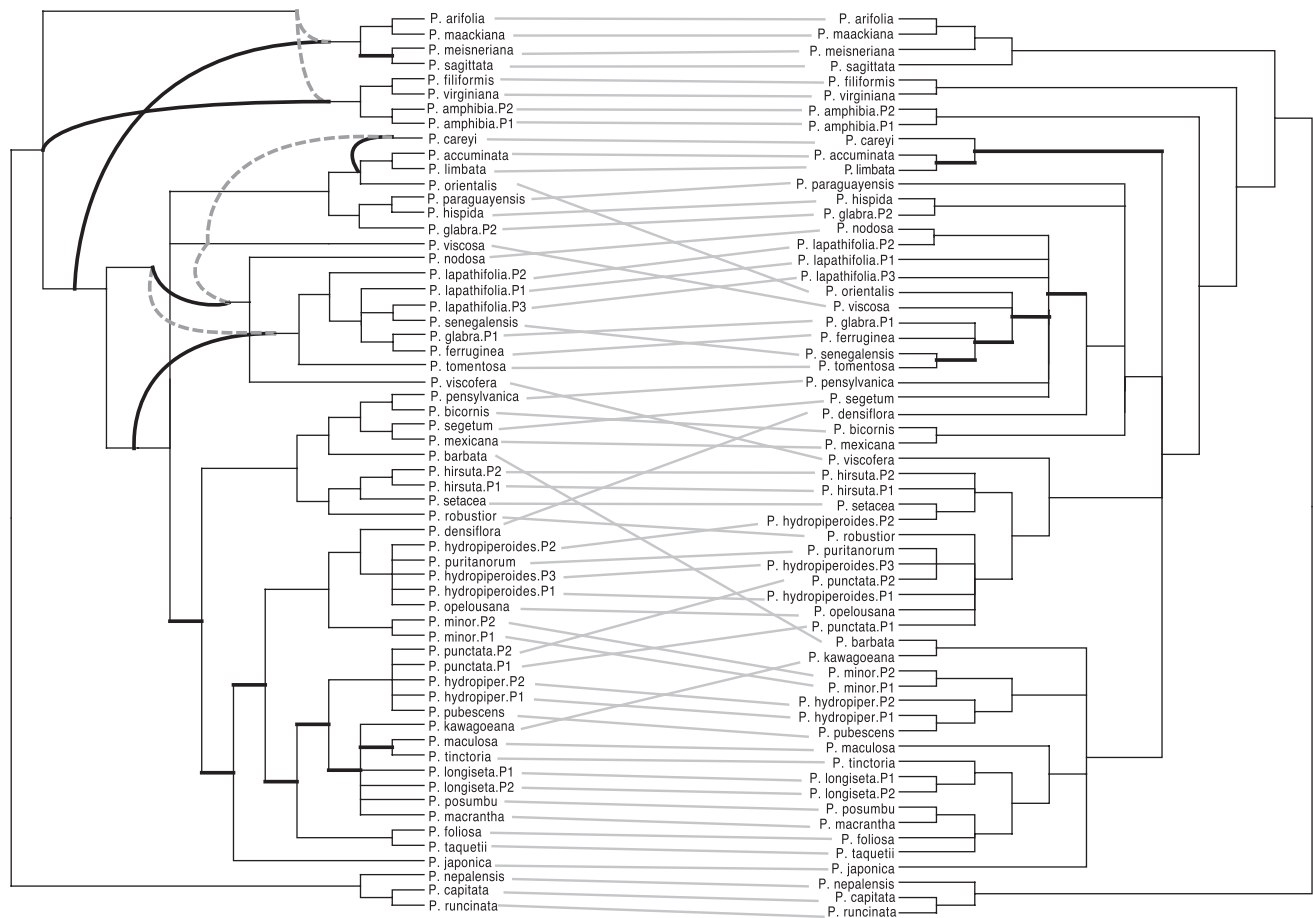 P. arifolia
P. maackiana
P. meisneriana
P. sagittata
P. filiformis
P. virginiana
P. amphibia.P2
P. amphibia.P1
P. careyi
P. accuminata
P. limbata
P. orientalis
P. paraguayensis
P. hispida
P. glabra.P2
P. viscosa
P. nodosa
P. lapathifolia.P2
P. lapathifolia.P1
P. lapathifolia.P3
P. senegalensis
P. glabra.P1
P. ferruginea
P. tomentosa
P. viscofera
P. pensylvanica
P. bicornis
P. segetum
P. mexicana
P. barbata
P. hirsuta.P2
P. hirsuta.P1
P. setacea
P. robustior
P. densiflora
P. hydropiperoides.P2
P. puritanorum
P. hydropiperoides.P3
P. hydropiperoides.P1
P. opelousana
P. minor.P2
P. minor.P1
P. punctata.P2
P. punctata.P1
P. hydropiper.P2
P. hydropiper.P1
P. pubescens
P. kawagoeana
P. maculosa
P. tinctoria
P. longiseta.P1
P. longiseta.P2
P. posumbu
P. macrantha
P. foliosa
P. taquetii
P. japonica
P. nepalensis
P. capitata
P. runcinata
P. arifolia
P. maackiana
P. meisneriana
P. sagittata
P. filiformis
P. virginiana
P. amphibia.P2
P. amphibia.P1
P. careyi
P. accuminata
P. limbata
P. paraguayensis
P. hispida
P. glabra.P2
P. nodosa
P. lapathifolia.P2
P. lapathifolia.P1
P. lapathifolia.P3
P. orientalis
P. viscosa
P. glabra.P1
P. ferruginea
P. senegalensis
P. tomentosa
P. pensylvanica
P. segetum
P. densiflora
P. bicornis
P. mexicana
P. viscofera
P. hirsuta.P2
P. hirsuta.P1
P. setacea
P. hydropiperoides.P2
P. robustior
P. puritanorum
P. hydropiperoides.P3
P. punctata.P2
P. hydropiperoides.P1
P. opelousana
P. punctata.P1
P. barbata
P. kawagoeana
P. minor.P2
P. minor.P1
P. hydropiper.P2
P. hydropiper.P1
P. pubescens
P. maculosa
P. tinctoria
P. longiseta.P1
P. longiseta.P2
P. posumbu
P. macrantha
P. foliosa
P. taquetii
P. japonica
P. nepalensis
P. capitata
P. runcinata